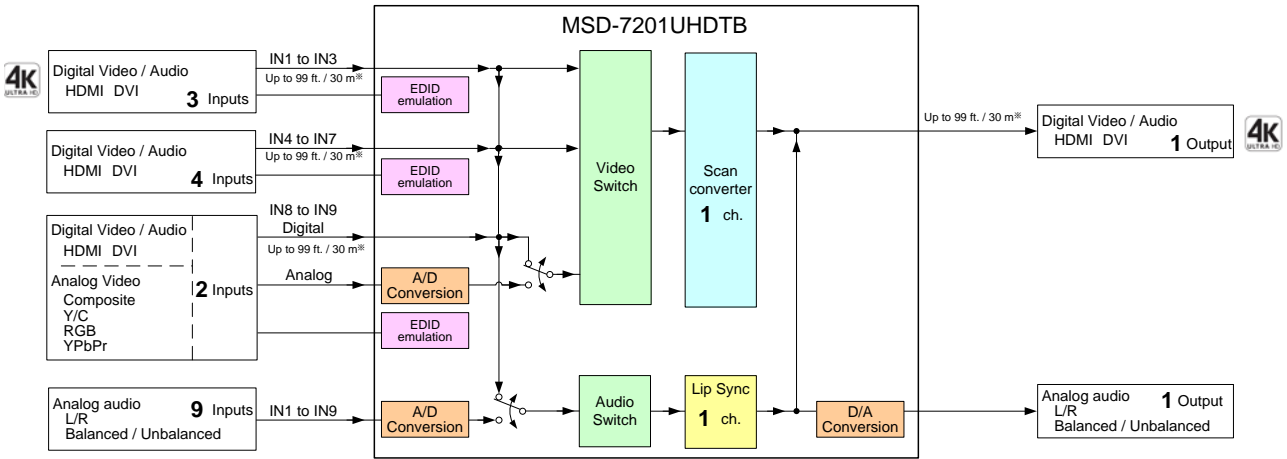 MSD-7201UHDTB
4K
ULTRA HD
Digital Video / Audio
HDMI DVI
3 Inputs
IN1 to IN3
Up to 99 ft. / 30 m※
EDID
emulation
Digital Video / Audio
HDMI DVI
4 Inputs
IN4 to IN7
Up to 99 ft. / 30 m※
EDID
emulation
Digital Video / Audio
HDMI DVI
Analog Video
Composite
Y/C
RGB
YPbPr
2 Inputs
IN8 to IN9
Digital
Up to 99 ft. / 30 m※
Analog
A/D
Conversion
EDID
emulation
Analog audio
L/R
Balanced / Unbalanced
9 Inputs
IN1 to IN9
A/D
Conversion
Video
Switch
Scan
converter
1 ch.
Audio
Switch
Lip Sync
1 ch.
D/A
Conversion
Up to 99 ft. / 30 m※
Digital Video / Audio
HDMI DVI
1 Output
4K
ULTRA HD
Analog audio
L/R
Balanced / Unbalanced
1 Output